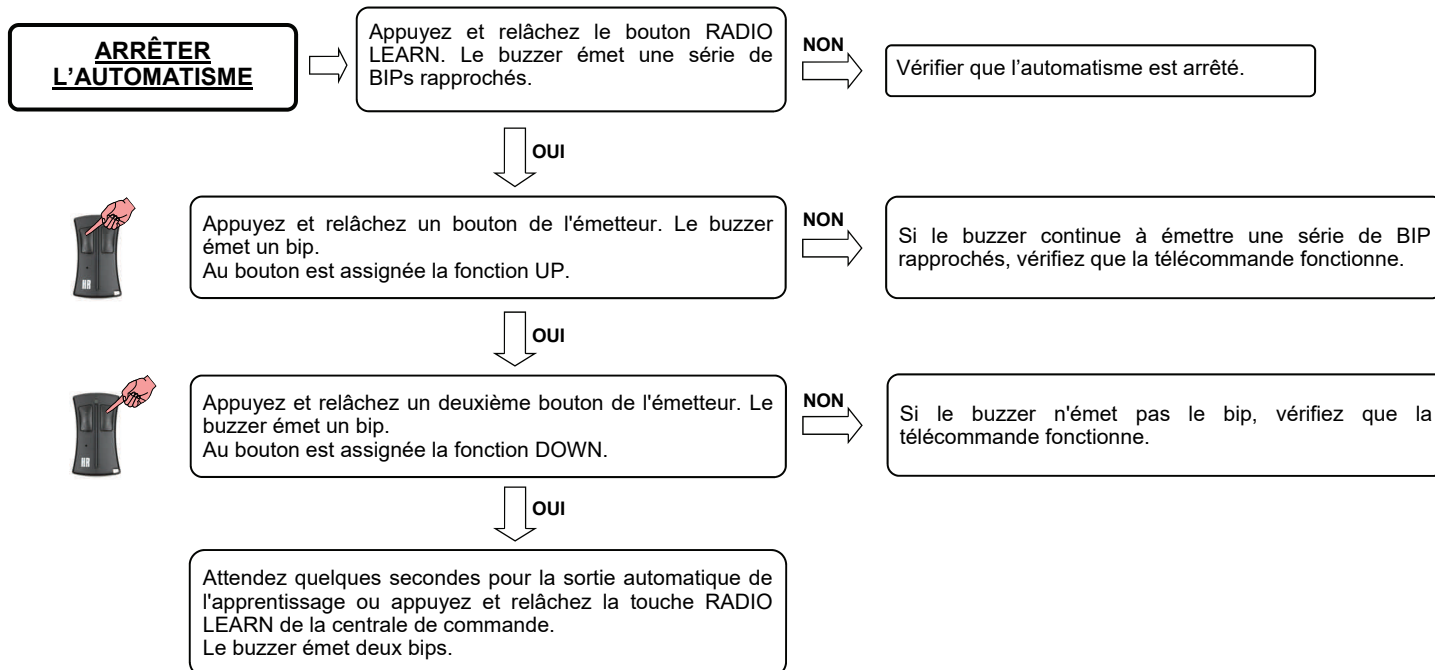 ARRÊTER
L'AUTOMATISME
Appuyez et relâchez le bouton RADIO
LEARN. Le buzzer émet une série de
BIPs rapprochés.
NON
Vérifier que l'automatisme est arrêté.
OUI
Appuyez et relâchez un bouton de l'émetteur. Le buzzer
émet un bip.
Au bouton est assignée la fonction UP.
NON
Si le buzzer continue à émettre une série de BIP
rapprochés, vérifiez que la télécommande fonctionne.
OUI
Appuyez et relâchez un deuxième bouton de l'émetteur. Le
buzzer émet un bip.
Au bouton est assignée la fonction DOWN.
NON
Si le buzzer n'émet pas le bip, vérifiez que la
télécommande fonctionne.
OUI
Attendez quelques secondes pour la sortie automatique de
l'apprentissage ou appuyez et relâchez la touche RADIO
LEARN de la centrale de commande.
Le buzzer émet deux bips.